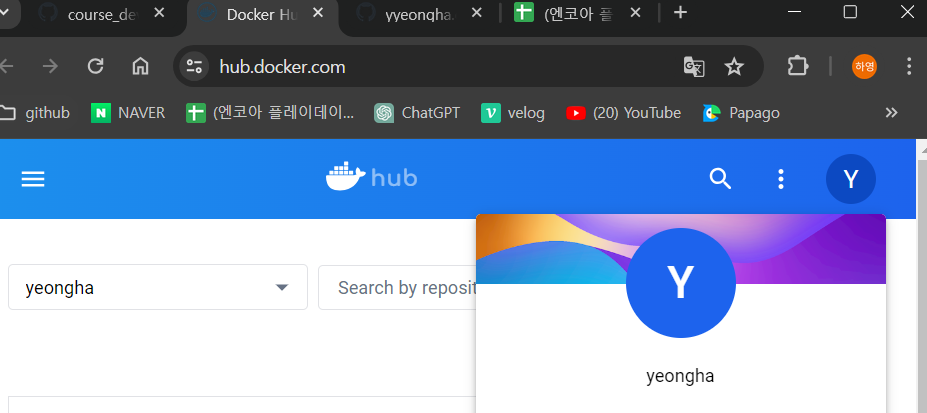 course_de
Docker Hu
yyeongha.
(엔코아 플
hub.docker.com
하영
github
NAVER
(엔코아 플레이데이...
ChatGPT
velog
(20) YouTube
Papago
hub
Y
yeongha
Search by reposit
Y
yeongha